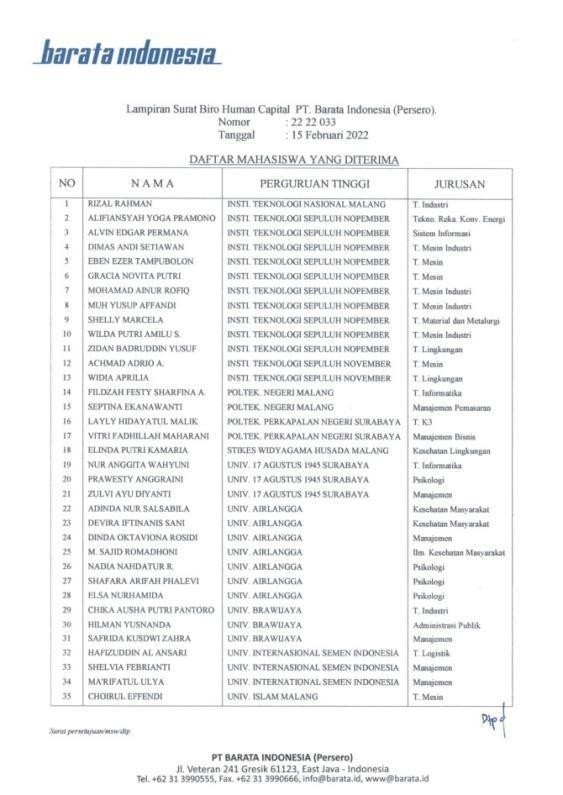 barata indonesia
Lampiran Surat Biro Human Capital PT. Barata Indonesia (Persero).
Nomor : 22 22 033
Tanggal : 15 Februari 2022
DAFTAR MAHASISWA YANG DITERIMA
NO N A M A PERGURUAN TINGGI JURUSAN
1 RIZAL RAHMAN INSTI. TEKNOLOGI NASIONAL MALANG T. Industri
2 ALIFIANSYAH YOGA PRAMONO INSTI. TEKNOLOGI SEPULUH NOPEMBER Tekno. Reka. Konv. Energi
3 ALVIN EDGAR PERMANA INSTI. TEKNOLOGI SEPULUH NOPEMBER Sistem Informasi
4 DIMAS ANDI SETIAWAN INSTI. TEKNOLOGI SEPULUH NOPEMBER T. Mesin Industri
5 EBEN EZER TAMPUBOLON INSTI. TEKNOLOGI SEPULUH NOPEMBER T. Mesin
6 GRACIA NOVITA PUTRI INSTI. TEKNOLOGI SEPULUH NOPEMBER T. Mesin
7 MOHAMAD AINUR ROFIQ INSTI. TEKNOLOGI SEPULUH NOPEMBER T. Mesin Industri
8 MUH YUSUP AFFANDI INSTI. TEKNOLOGI SEPULUH NOPEMBER T. Mesin Industri
9 SHELLY MARCELA INSTI. TEKNOLOGI SEPULUH NOPEMBER T. Material dan Metalurgi
10 WILDA PUTRI AMILU S. INSTI. TEKNOLOGI SEPULUH NOPEMBER T. Mesin Industri
11 ZIDAN BADRUDDIN YUSUF INSTI. TEKNOLOGI SEPULUH NOPEMBER T. Lingkungan
12 ACHMAD ADRIO A. INSTI. TEKNOLOGI SEPULUH NOVEMBER T. Mesin
13 WIDIA APRILIA INSTI. TEKNOLOGI SEPULUH NOVEMBER T. Lingkungan
14 FILDZAH FESTY SHARFINA A. POLTEK. NEGERI MALANG T. Informatika
15 SEPTINA EKANAWANTI POLTEK. NEGERI MALANG Manajemen Pemasaran
16 LAYLY HIDAYATUL MALIK POLTEK. PERKAPALAN NEGERI SURABAYA T. K3
17 VITRI FADHILLAH MAHARANI POLTEK. PERKAPALAN NEGERI SURABAYA Manajemen Bisnis
18 ELINDA PUTRI KAMARIA STIKES WIDYAGAMA HUSADA MALANG Kesehatan Lingkungan
19 NUR ANGGITA WAHYUNI UNIV. 17 AGUSTUS 1945 SURABAYA T. Informatika
20 PRAWESTY ANGGRAINI UNIV. 17 AGUSTUS 1945 SURABAYA Psikologi
21 ZULVI AYU DIYANTI UNIV. 17 AGUSTUS 1945 SURABAYA Manajemen
22 ADINDA NUR SALSABILA UNIV. AIRLANGGA Kesehatan Masyarakat
23 DEVIRA IFTINANIS SANI UNIV. AIRLANGGA Kesehatan Masyarakat
24 DINDA OKTAVIONA ROSIDI UNIV. AIRLANGGA Manajemen
25 M. SAJID ROMADHONI UNIV. AIRLANGGA Ilm. Kesehatan Masyarakat
26 NADIA NAHDATUR R. UNIV. AIRLANGGA Psikologi
27 SHAFARA ARIFAH PHALEVI UNIV. AIRLANGGA Psikologi
28 ELSA NURHAMIDA UNIV. AIRLANGGA Psikologi
29 CHIKA AUSHA PUTRI PANTORO UNIV. BRAWIJAYA T. Industri
30 HILMAN YUSNANDA UNIV. BRAWIJAYA Administrasi Publik
31 SAFRIDA KUSDWI ZAHRA UNIV. BRAWIJAYA Manajemen
32 HAFIZUDDIN AL ANSARI UNIV. INTERNASIONAL SEMEN INDONESIA T. Logistik
33 SHELVIA FEBRIANTI UNIV. INTERNASIONAL SEMEN INDONESIA Manajemen
34 MA'RIFATUL ULYA UNIV. INTERNATIONAL SEMEN INDONESIA Manajemen
35 CHOIRUL EFFENDI UNIV. ISLAM MALANG T. Mesin
Surat persetujuan/msw/dtp
PT BARATA INDONESIA (Persero)
Jl. Veteran 241 Gresik 61123, East Java - Indonesia
Tel. +62 31 3990555, Fax. +62 31 3990666, info@barata.id, www@barata.id